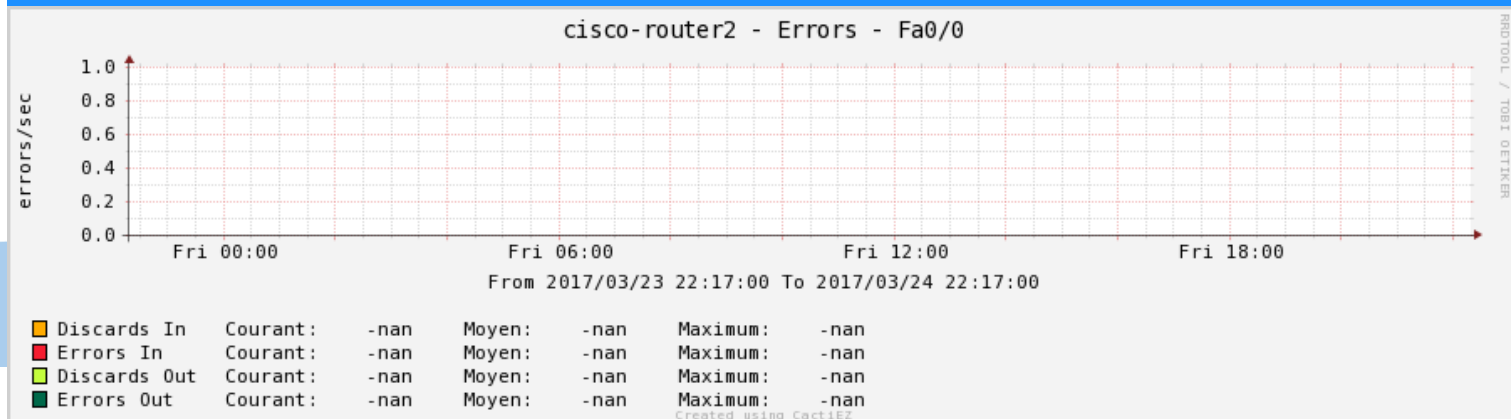 cisco-router2 - Errors - Fa0/0
RRDTOOL / TOBI OETIKER
errors/sec
1.0
0.8
0.6
0.4
0.2
0.0
Fri 00:00 Fri 06:00 Fri 12:00 Fri 18:00
From 2017/03/23 22:17:00 To 2017/03/24 22:17:00
Discards In Courant: -nan Moyen: -nan Maximum: -nan
Errors In Courant: -nan Moyen: -nan Maximum: -nan
Discards Out Courant: -nan Moyen: -nan Maximum: -nan
Errors Out Courant: -nan Moyen: -nan Maximum: -nan
Created using CactiEZ